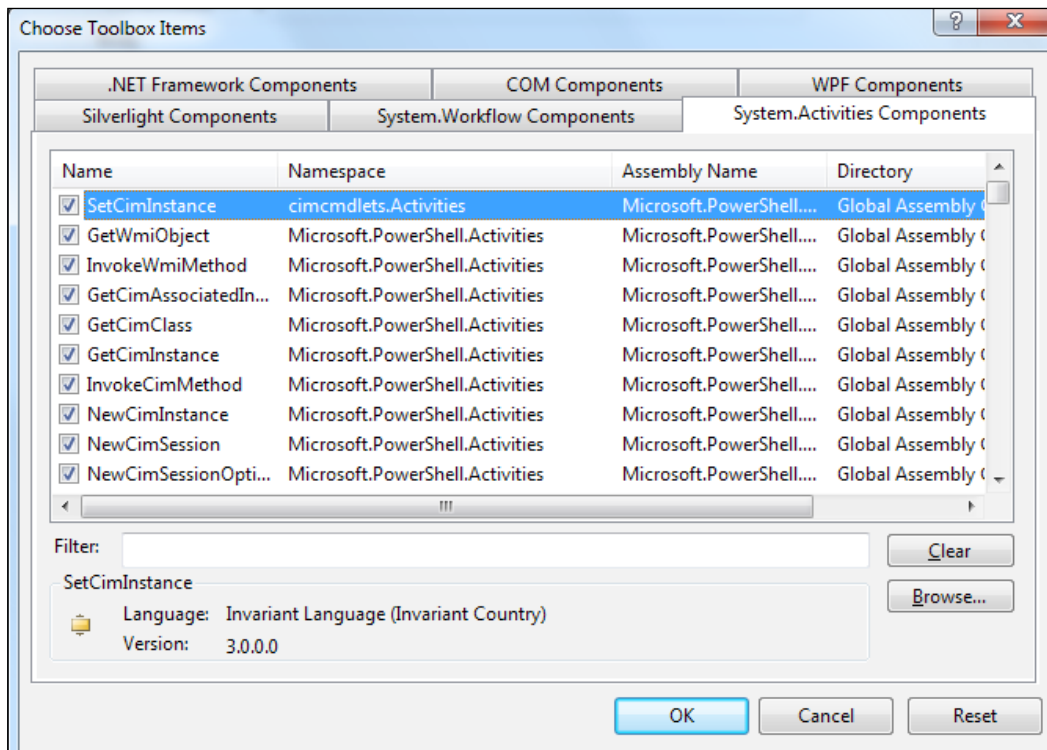 Choose Toolbox Items
.NET Framework Components COM Components WPF Components
Silverlight Components System.Workflow Components System.Activities Components
Name Namespace Assembly Name Directory
SetCimInstance cimcmdlets.Activities Microsoft.PowerShell.... Global Assembly C
GetWmiObject Microsoft.PowerShell.Activities Microsoft.PowerShell.... Global Assembly C
InvokeWmiMethod Microsoft.PowerShell.Activities Microsoft.PowerShell.... Global Assembly C
GetCimAssociatedIn... Microsoft.PowerShell.Activities Microsoft.PowerShell.... Global Assembly C
GetCimClass Microsoft.PowerShell.Activities Microsoft.PowerShell.... Global Assembly C
GetCimInstance Microsoft.PowerShell.Activities Microsoft.PowerShell.... Global Assembly C
InvokeCimMethod Microsoft.PowerShell.Activities Microsoft.PowerShell.... Global Assembly C
NewCimInstance Microsoft.PowerShell.Activities Microsoft.PowerShell.... Global Assembly C
NewCimSession Microsoft.PowerShell.Activities Microsoft.PowerShell.... Global Assembly C
NewCimSessionOpti... Microsoft.PowerShell.Activities Microsoft.PowerShell.... Global Assembly C
Filter: Clear
SetCimInstance
Browse...
Language: Invariant Language (Invariant Country)
Version: 3.0.0.0
OK Cancel Reset